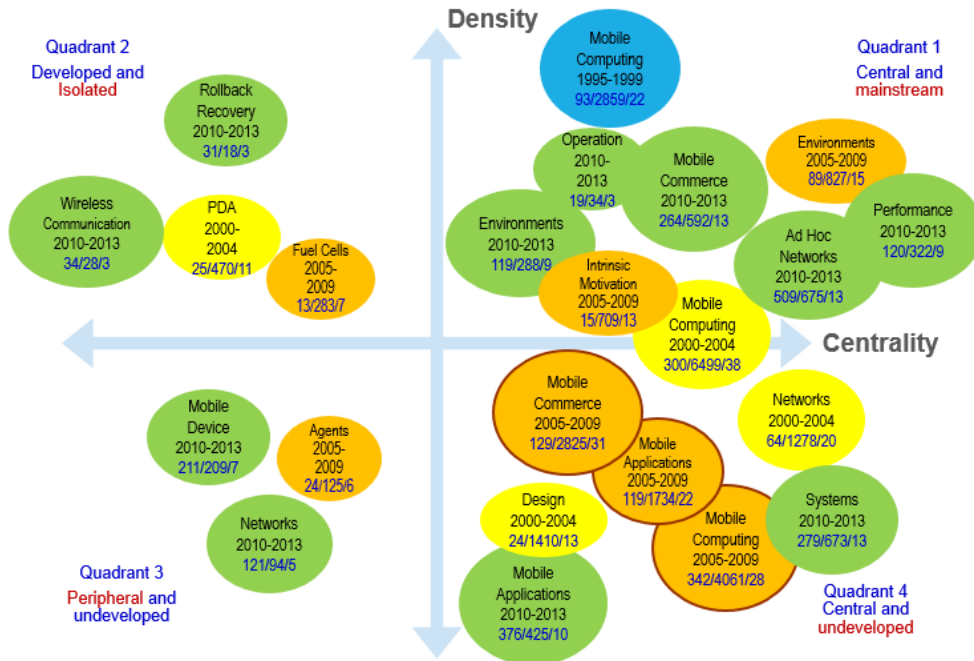 Density
Quadrant 2
Developed and
Isolated
Rollback
Recovery
2010-2013
31/18/3
Wireless
Communication
2010-2013
34/28/3
PDA
2000-
2004
25/470/11
Fuel Cells
2005-
2009
13/283/7
Mobile
Computing
1995-1999
93/2859/22
Quadrant 1
Central and
mainstream
Operation
2010-
2013
19/34/3
Mobile
Commerce
2010-2013
264/592/13
Environments
2005-2009
89/827/15
Performance
2010-2013
120/322/9
Environments
2010-2013
119/288/9
Ad Hoc
Networks
2010-2013
509/675/13
Intrinsic
Motivation
2005-2009
15/709/13
Mobile
Computing
2000-2004
300/6499/38
Centrality
Mobile
Device
2010-2013
211/209/7
Agents
2005-
2009
24/125/6
Networks
2010-2013
121/94/5
Quadrant 3
Peripheral and
undeveloped
Mobile
Commerce
2005-2009
129/2825/31
Networks
2000-2004
64/1278/20
Mobile
Applications
2005-2009
119/1734/22
Design
2000-2004
24/1410/13
Mobile
Computing
2005-2009
342/4061/28
Systems
2010-2013
279/673/13
Mobile
Applications
2010-2013
376/425/10
Quadrant 4
Central and
undeveloped